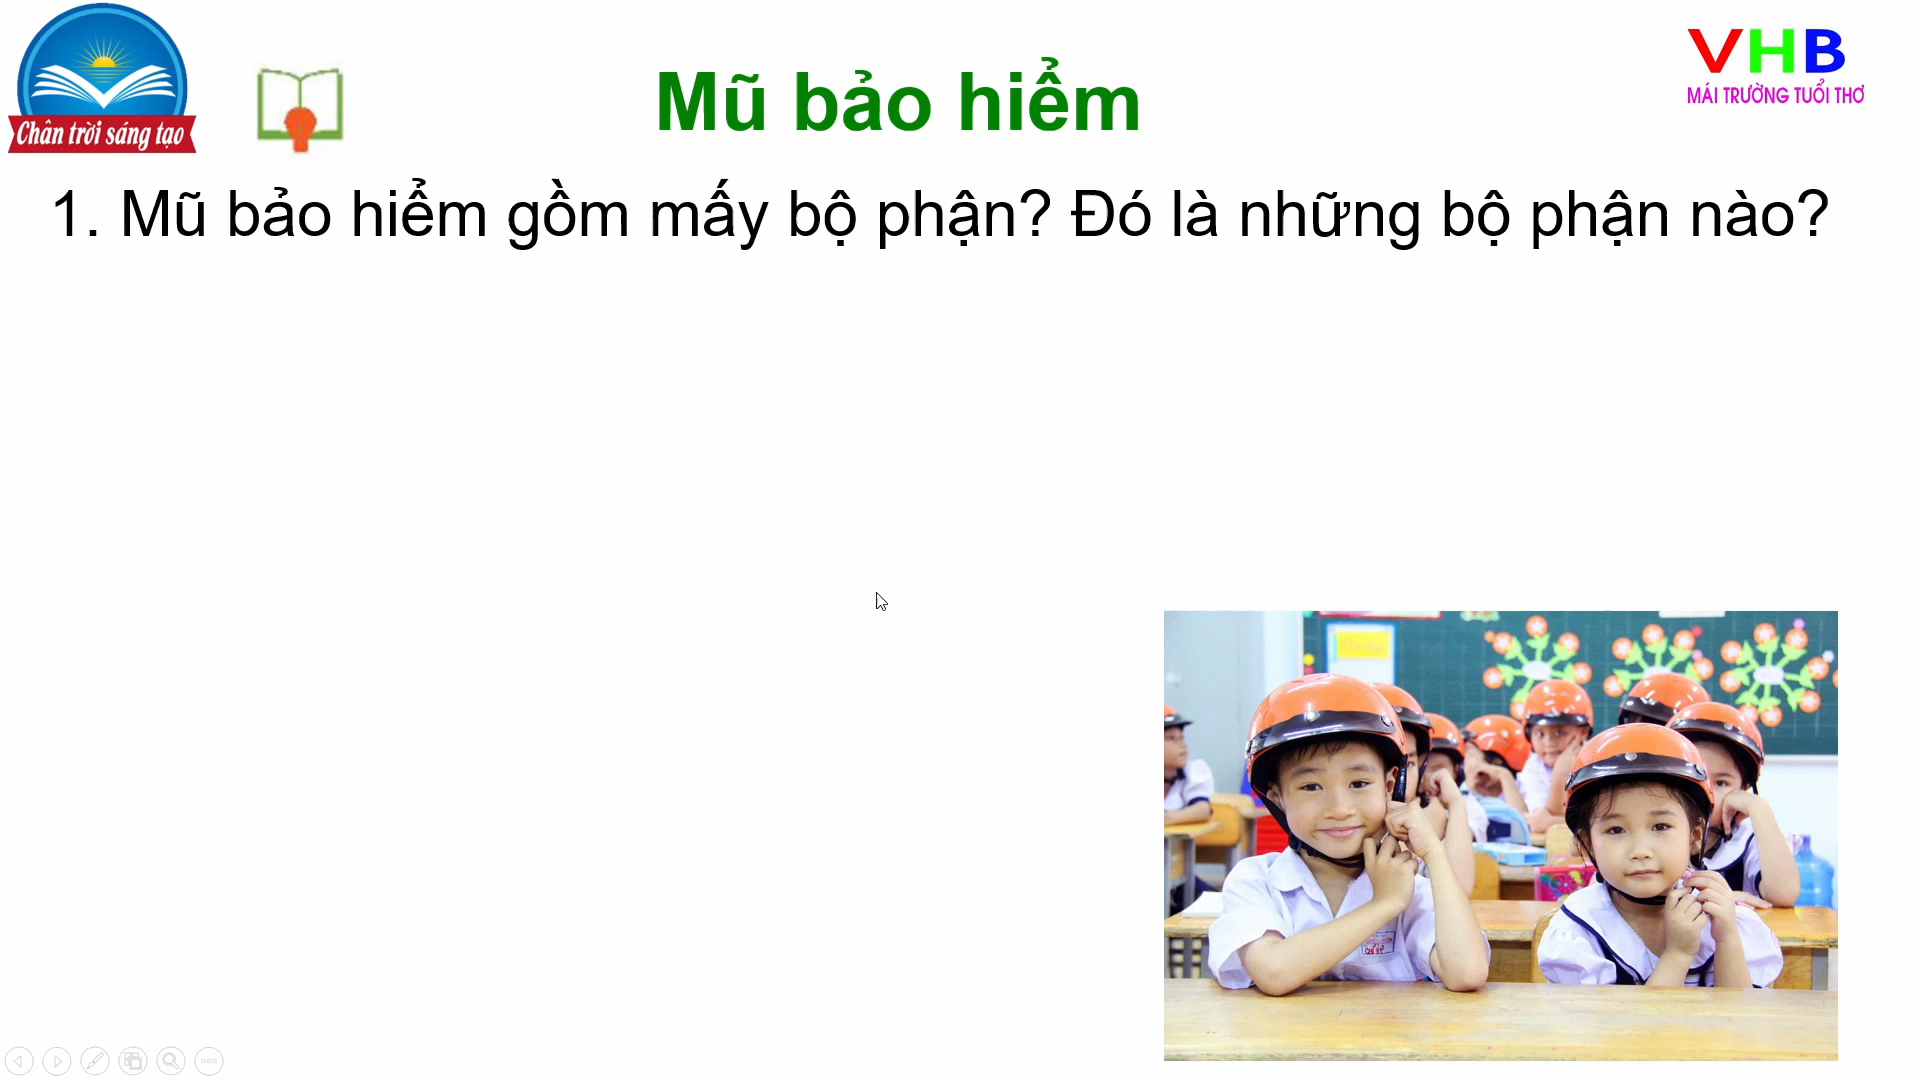 Chân trời sáng tạo
Mũ bảo hiểm
VHB
MÁI TRƯỜNG TUỔI THƠ
1. Mũ bảo hiểm gồm mấy bộ phận? Đó là những bộ phận nào?